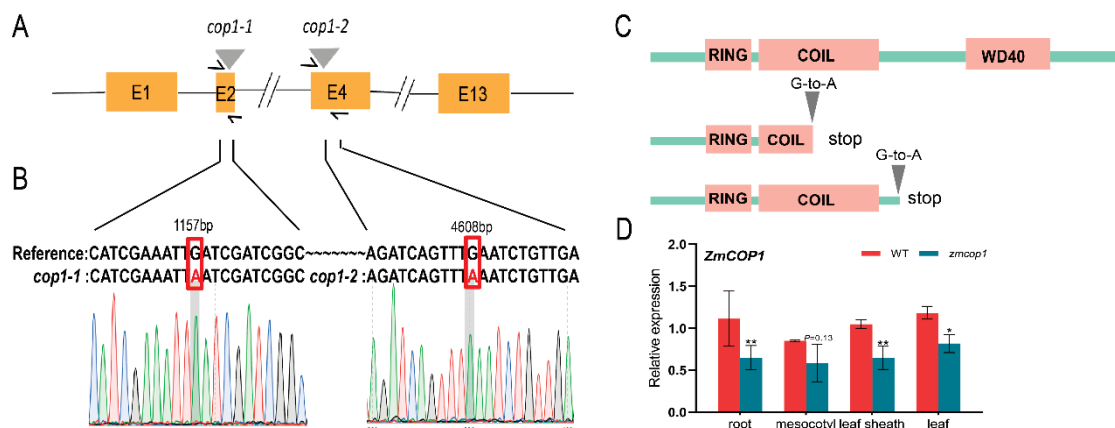 A
cop1-1
cop1-2
E1
E2
E4
E13
B
1157bp
4608bp
Reference:CATCGAAATTGATCGATCGGC~~~~~~~AGATCAGTTTGAATCTGTTGA
cop1-1 :CATCGAAATTAATCGATCGGC cop1-2 :AGATCAGTTTAAATCTGTTGA
C
RING
COIL
WD40
G-to-A
RING
COIL
stop
G-to-A
RING
COIL
stop
D
ZmCOP1
WT
zmcop1
Relative expression
2.0
1.5
1.0
0.5
0.0
**
P=0.13
**
*
root
mesocotyl
leaf sheath
leaf